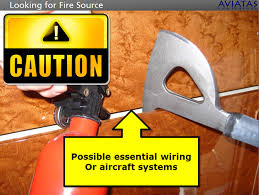 Looking for Fire Source
AVIATAS
CAUTION
Possible essential wiring
Or aircraft systems